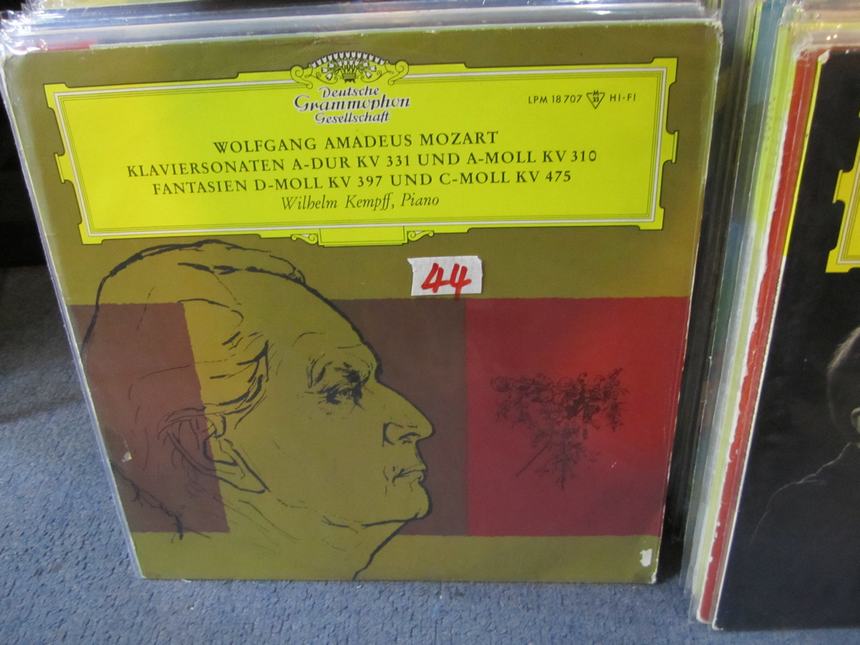 Deutsche
Grammophon
Gesellschaft
LPM 18 707 M 33 HI-FI
WOLFGANG AMADEUS MOZART
KLAVIERSONATEN A-DUR KV 331 UND A-MOLL KV 310
FANTASIEN D-MOLL KV 397 UND C-MOLL KV 475
Wilhelm Kempff, Piano
44